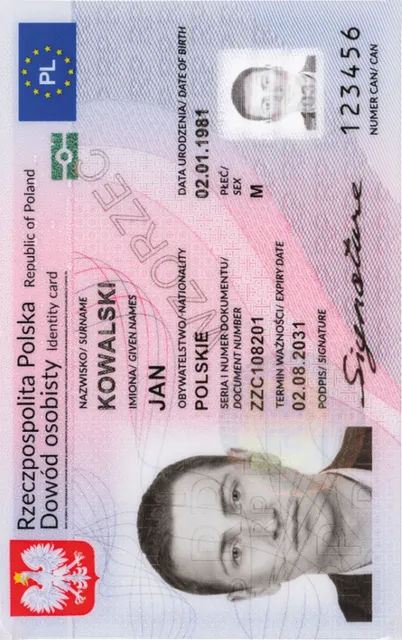 Rzeczpospolita Polska Republic of Poland
Dowód osobisty Identity card
PL
NAZWISKO/ SURNAME
KOWALSKI
IMIONA/ GIVEN NAMES
JAN
OBYWATELSTWO/ NATIONALITY
POLSKIE
DATA URODZENIA/ DATE OF BIRTH
02.01.1981
SERIA I NUMER DOKUMENTU/
DOCUMENT NUMBER
ZZC108201
PŁEĆ/
SEX
M
TERMIN WAŻNOŚCI/ EXPIRY DATE
02.08.2031
PODPIS/ SIGNATURE
Signature
123456
NUMER CAN/ CAN
WZORZEC